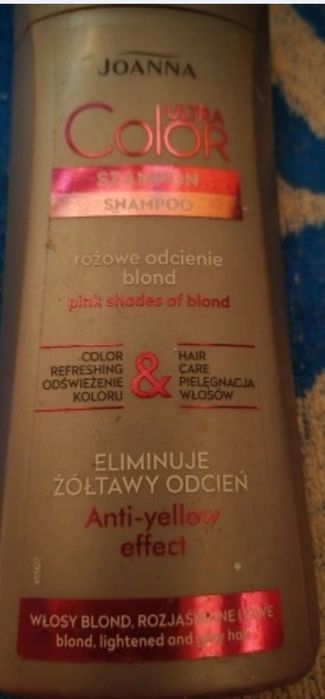 JOANNA
ULTRA
COLOR
SZAMPON
SHAMPOO
różowe odcienie
blond
pink shades of blond
COLOR
REFRESHING
ODŚWIEŻENIE
KOLORU
&
HAIR
CARE
PIELĘGNACJA
WŁOSÓW
ELIMINUJE
ŻÓŁTAWY ODCIEŃ
Anti-yellow
effect
WŁOSY BLOND, ROZJAŚNIANE I SIWE
blond, lightened and grey hair